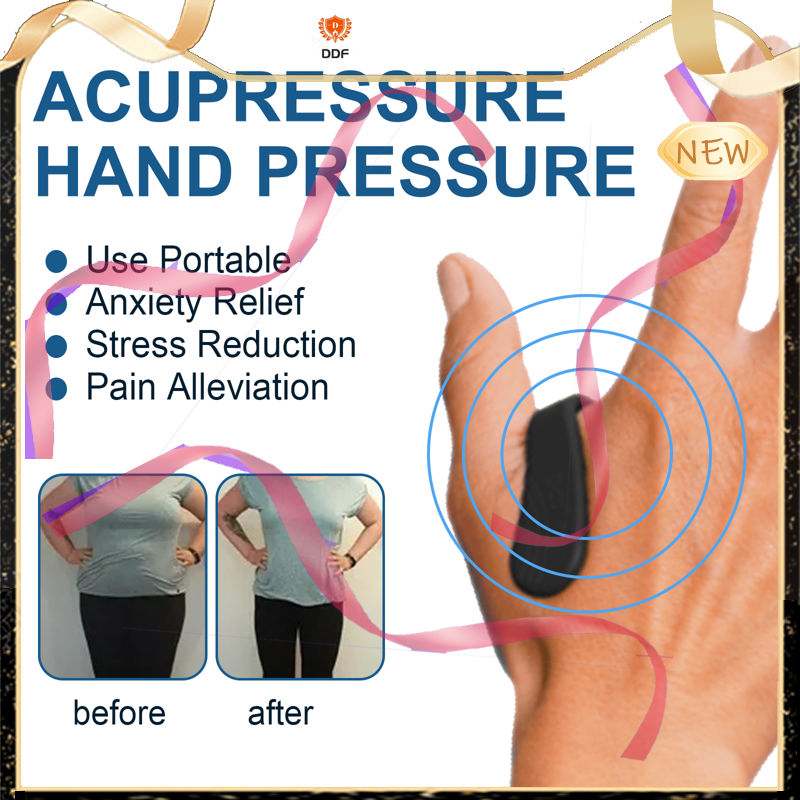 DDF
ACUPRESSURE
HAND PRESSURE
NEW
Use Portable
Anxiety Relief
Stress Reduction
Pain Alleviation
before
after